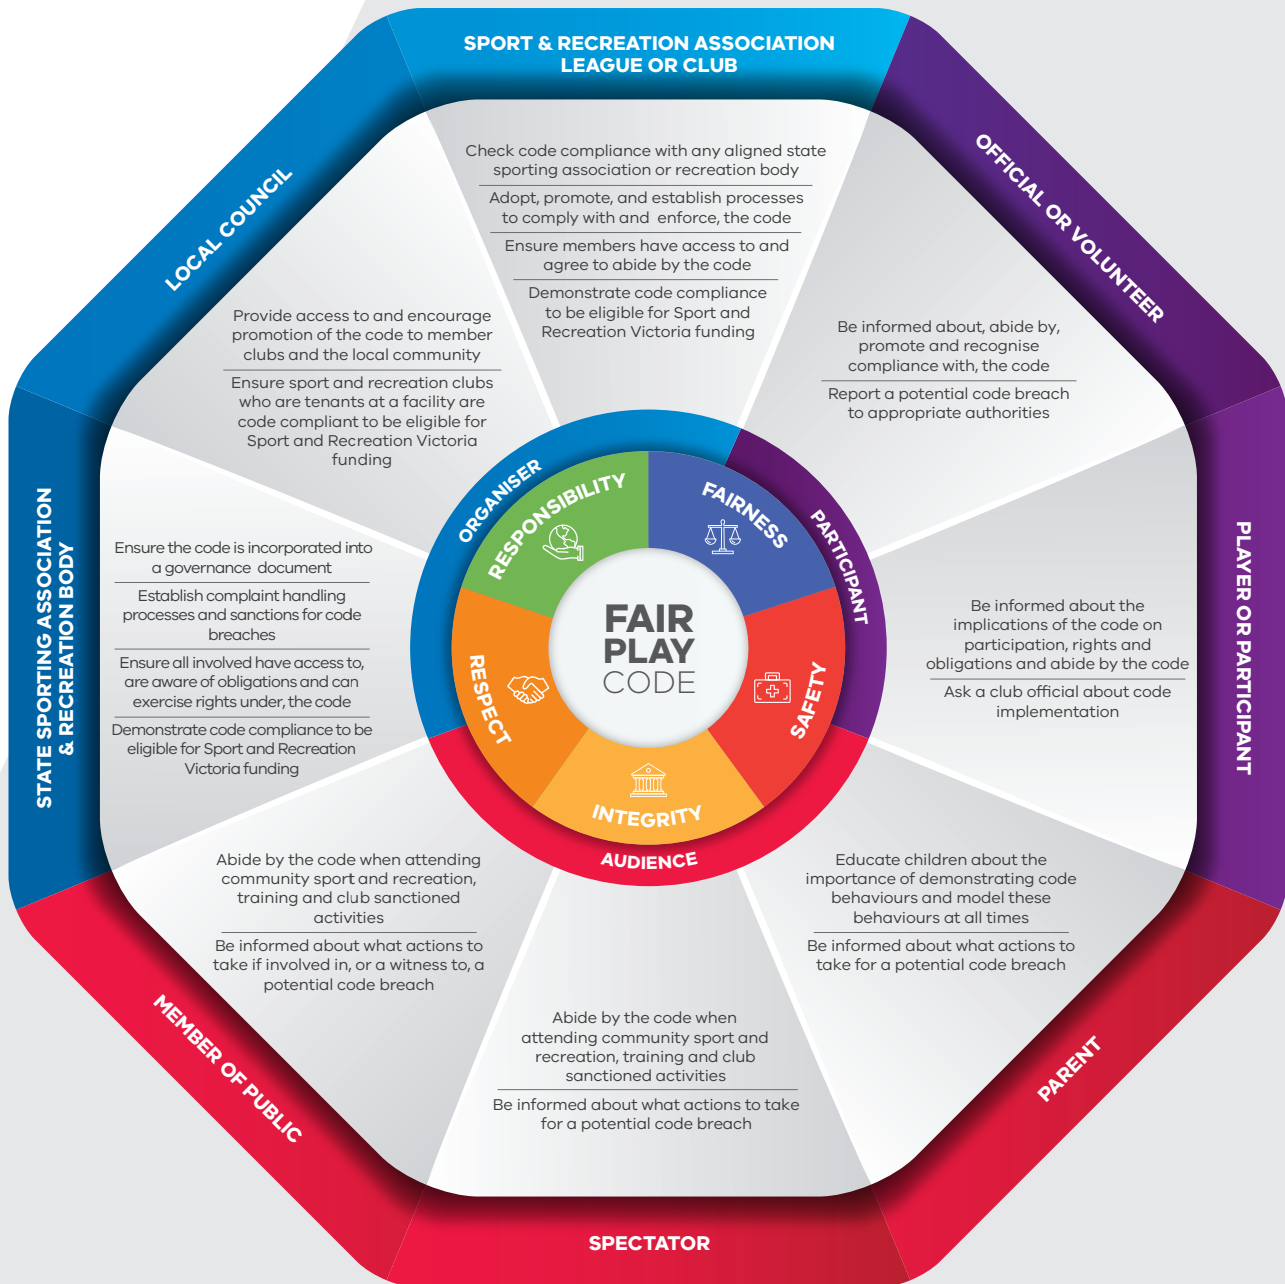 SPORT & RECREATION ASSOCIATION
LEAGUE OR CLUB
Check code compliance with any aligned state
sporting association or recreation body
Adopt, promote, and establish processes
to comply with and enforce, the code
Ensure members have access to and
agree to abide by the code
Demonstrate code compliance
to be eligible for Sport and
Recreation Victoria funding
OFFICIAL OR VOLUNTEER
Be informed about, abide by,
promote and recognise
compliance with, the code
Report a potential code breach
to appropriate authorities
PLAYER OR PARTICIPANT
Be informed about the
implications of the code on
participation, rights and
obligations and abide by the code
Ask a club official about code
implementation
PARENT
Educate children about the
importance of demonstrating code
behaviours and model these
behaviours at all times
Be informed about what actions to
take for a potential code breach
SPECTATOR
Abide by the code when
attending community sport and
recreation, training and club
sanctioned activities
Be informed about what actions to take
for a potential code breach
MEMBER OF PUBLIC
Abide by the code when attending
community sport and recreation,
training and club sanctioned
activities
Be informed about what actions to
take if involved in, or a witness to, a
potential code breach
STATE SPORTING ASSOCIATION
& RECREATION BODY
Ensure the code is incorporated into
a governance document
Establish complaint handling
processes and sanctions for code
breaches
Ensure all involved have access to,
are aware of obligations and can
exercise rights under, the code
Demonstrate code compliance to be
eligible for Sport and Recreation
Victoria funding
LOCAL COUNCIL
Provide access to and encourage
promotion of the code to member
clubs and the local community
Ensure sport and recreation clubs
who are tenants at a facility are
code compliant to be eligible for
Sport and Recreation Victoria
funding
ORGANISER
PARTICIPANT
AUDIENCE
RESPONSIBILITY
FAIRNESS
SAFETY
INTEGRITY
RESPECT
FAIR
PLAY
CODE